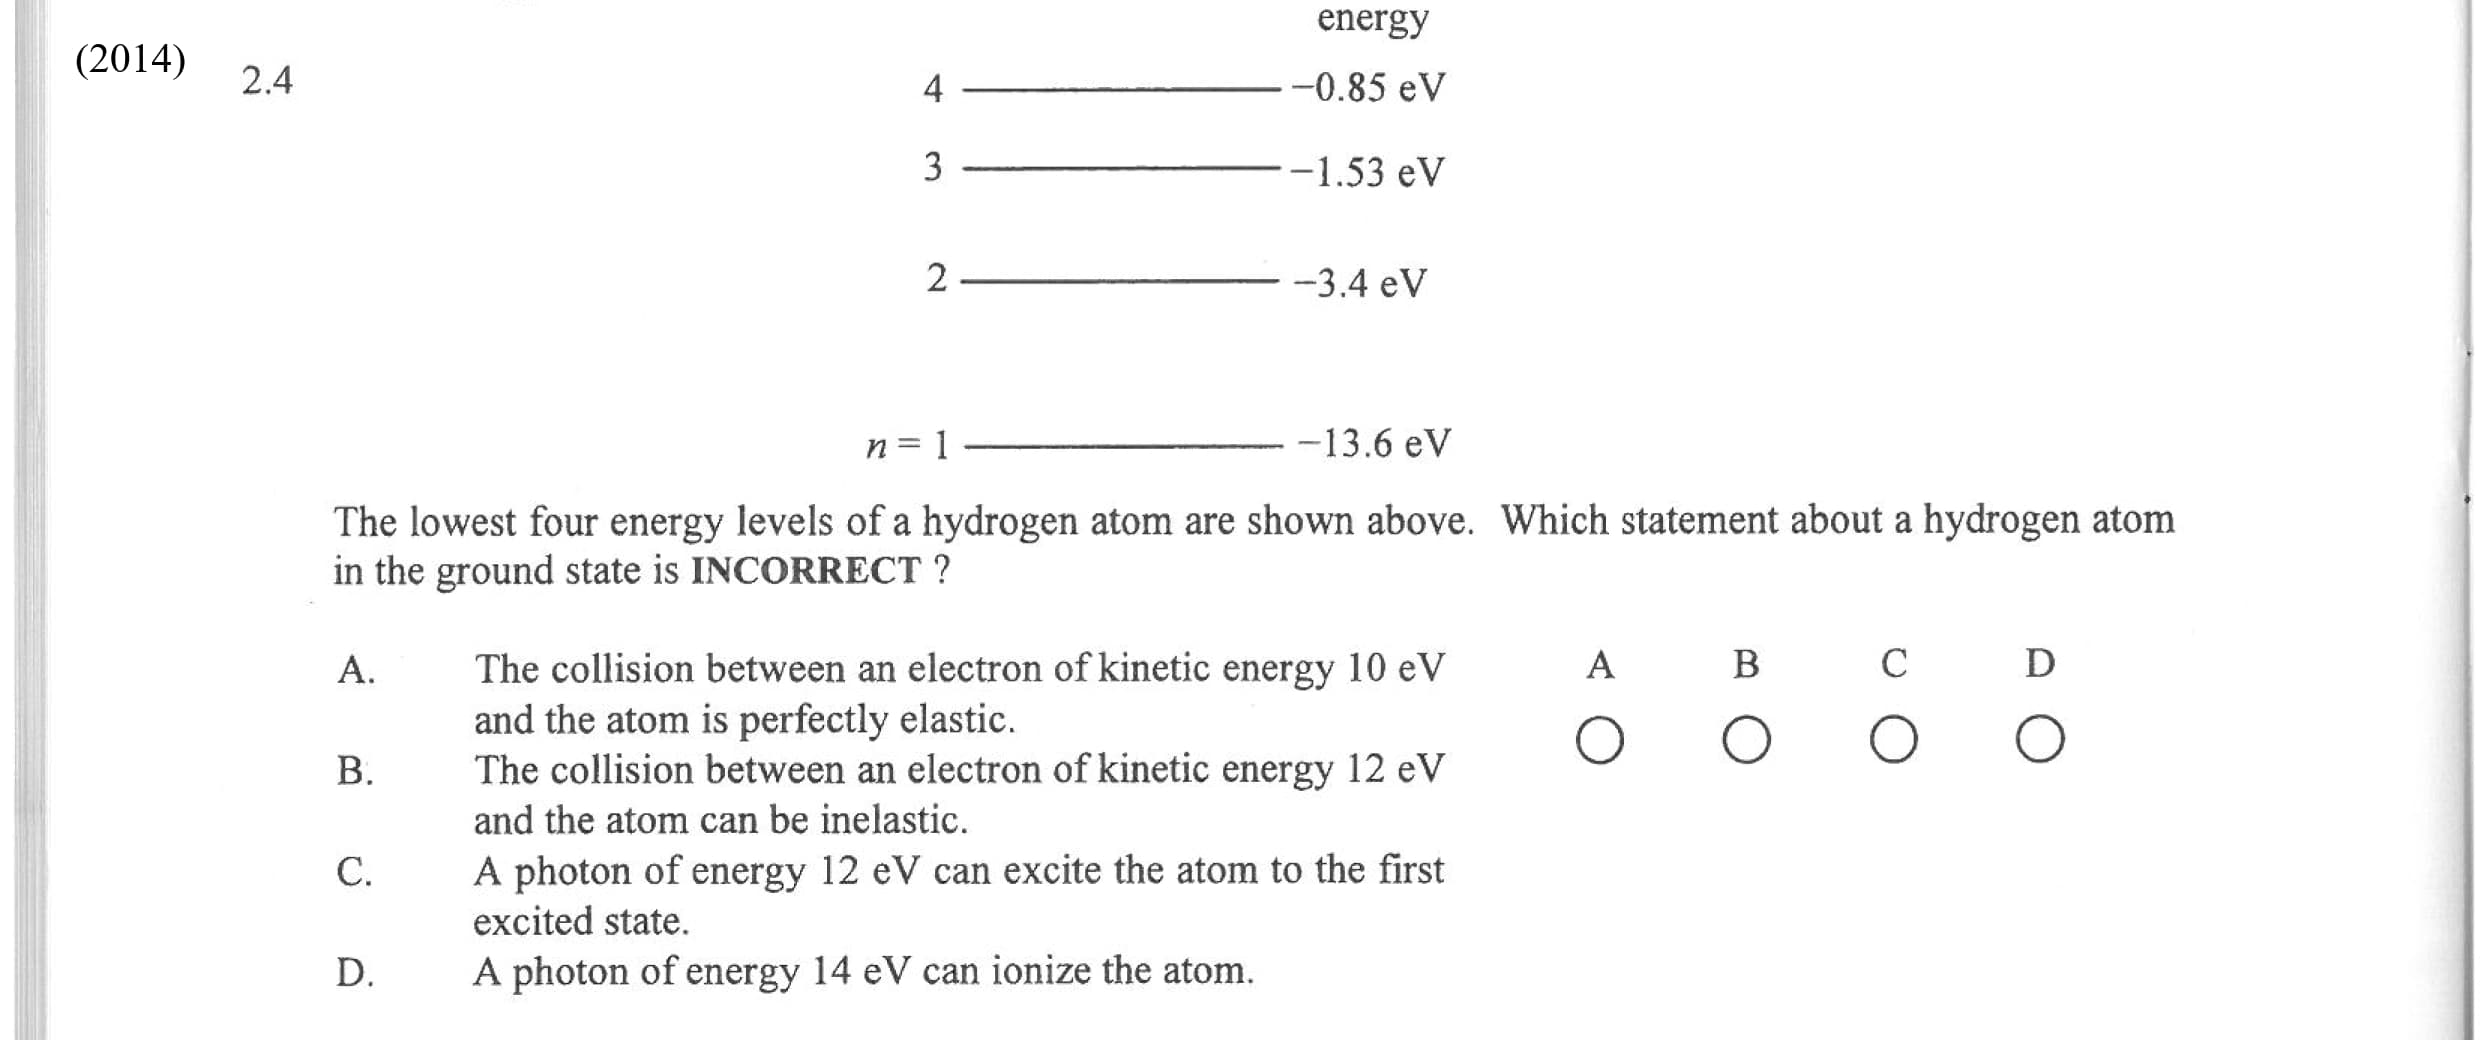 energy
(2014) 2.4
4 −0.85 eV
3 −1.53 eV
2 −3.4 eV
n = 1 −13.6 eV
The lowest four energy levels of a hydrogen atom are shown above. Which statement about a hydrogen atom
in the ground state is INCORRECT ?
A. The collision between an electron of kinetic energy 10 eV A B C D
and the atom is perfectly elastic.
B. The collision between an electron of kinetic energy 12 eV
and the atom can be inelastic.
C. A photon of energy 12 eV can excite the atom to the first
excited state.
D. A photon of energy 14 eV can ionize the atom.